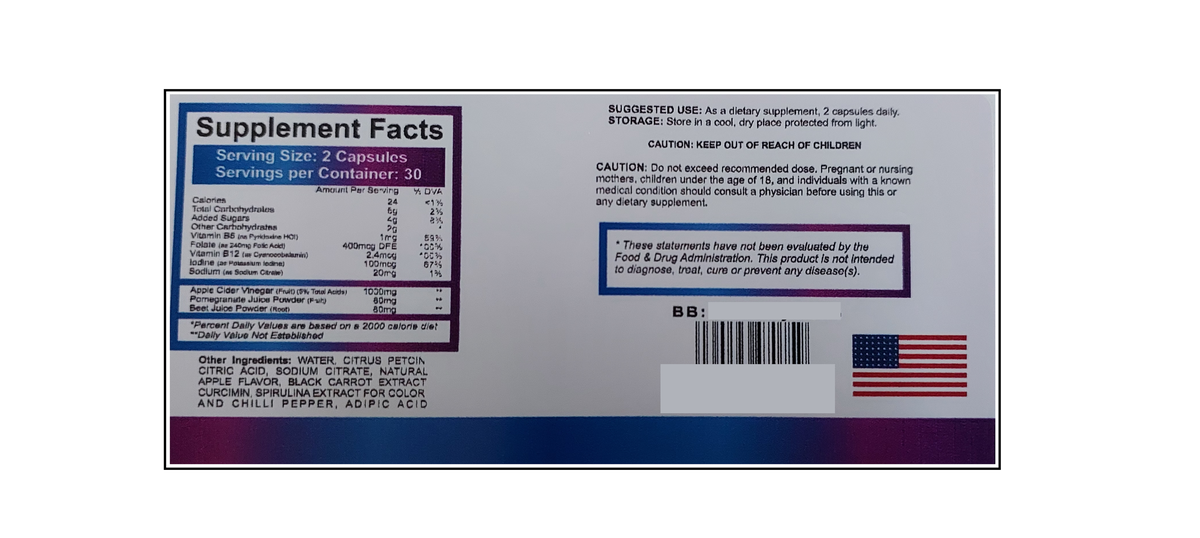 Supplement Facts
Serving Size: 2 Capsules
Servings per Container: 30
Amount Per Serving % DVA
Calories 24 <1%
Total Carbohydrates 6g 2%
Added Sugars 4g 8%
Other Carbohydrates 2g *
Vitamin B6 (as Pyridoxine HCl) 1mg 59%
Folate (as 240mg Folic Acid) 400mcg DFE 100%
Vitamin B12 (as Cyanocobalamin) 2.4mcg 100%
Iodine (as Potassium Iodine) 100mcg 67%
Sodium (as Sodium Citrate) 20mg 1%
Apple Cider Vinegar (Fruit) (5% Total Acids) 1000mg **
Pomegranate Juice Powder (Fruit) 60mg **
Beet Juice Powder (Root) 60mg **
*Percent Daily Values are based on a 2000 calorie diet
**Daily Value Not Established
Other Ingredients: WATER, CITRUS PETCIN
CITRIC ACID, SODIUM CITRATE, NATURAL
APPLE FLAVOR, BLACK CARROT EXTRACT
CURCIMIN, SPIRULINA EXTRACT FOR COLOR
AND CHILLI PEPPER, ADIPIC ACID
SUGGESTED USE: As a dietary supplement, 2 capsules daily.
STORAGE: Store in a cool, dry place protected from light.
CAUTION: KEEP OUT OF REACH OF CHILDREN
CAUTION: Do not exceed recommended dose. Pregnant or nursing
mothers, children under the age of 18, and individuals with a known
medical condition should consult a physician before using this or
any dietary supplement.
* These statements have not been evaluated by the
Food & Drug Administration. This product is not intended
to diagnose, treat, cure or prevent any disease(s).
BB: